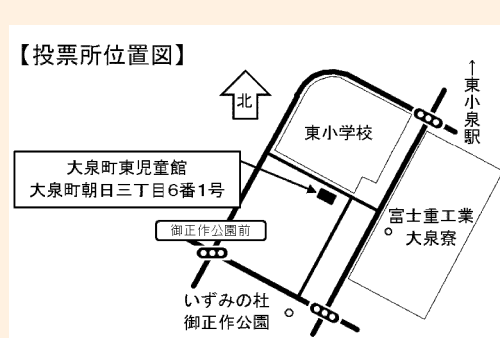 【投票所位置図】
北
↑東小泉駅
東小学校
大泉町東児童館
大泉町朝日三丁目6番1号
富士重工業
大泉寮
御正作公園前
いずみの杜
御正作公園